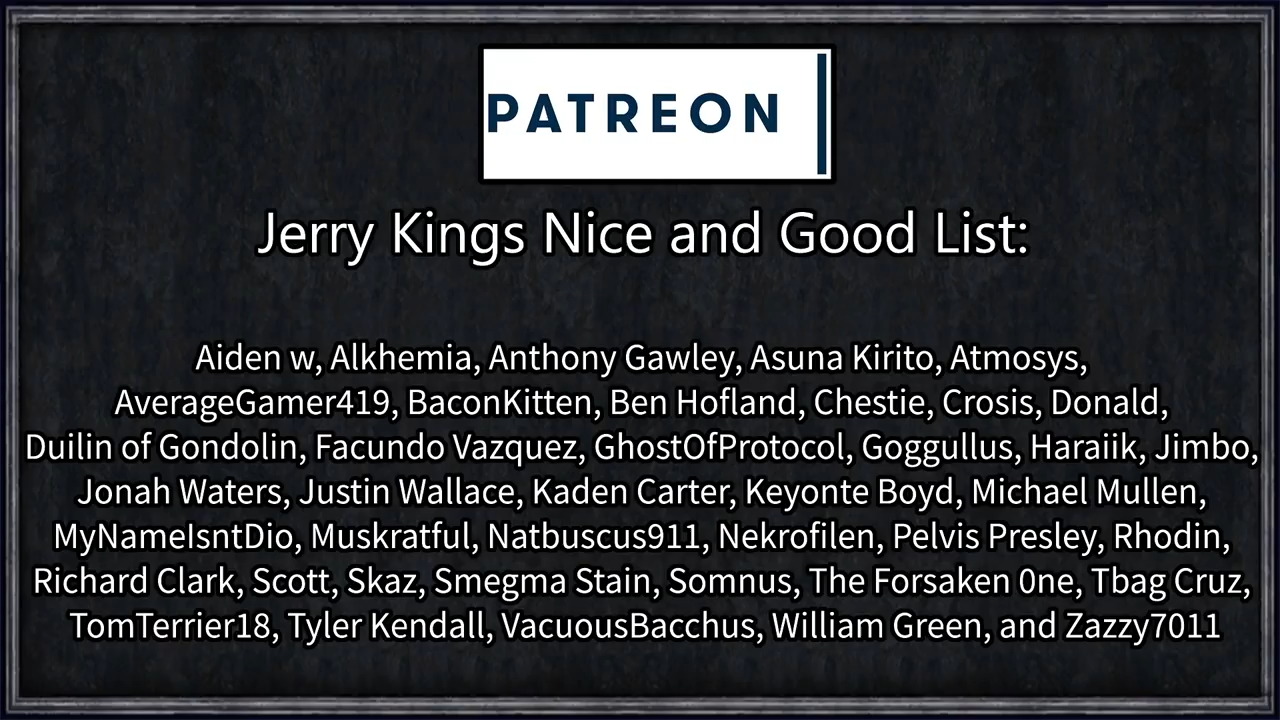 PATREON
Jerry Kings Nice and Good List:
Aiden w, Alkhemia, Anthony Gawley, Asuna Kirito, Atmosys,
AverageGamer419, BaconKitten, Ben Hofland, Chestie, Crosis, Donald,
Duilin of Gondolin, Facundo Vazquez, GhostOfProtocol, Goggullus, Haraiik, Jimbo,
Jonah Waters, Justin Wallace, Kaden Carter, Keyonte Boyd, Michael Mullen,
MyNameIsntDio, Muskratful, Natbuscus911, Nekrofilen, Pelvis Presley, Rhodin,
Richard Clark, Scott, Skaz, Smegma Stain, Somnus, The Forsaken 0ne, Tbag Cruz,
TomTerrier18, Tyler Kendall, VacuousBacchus, William Green, and Zazzy7011